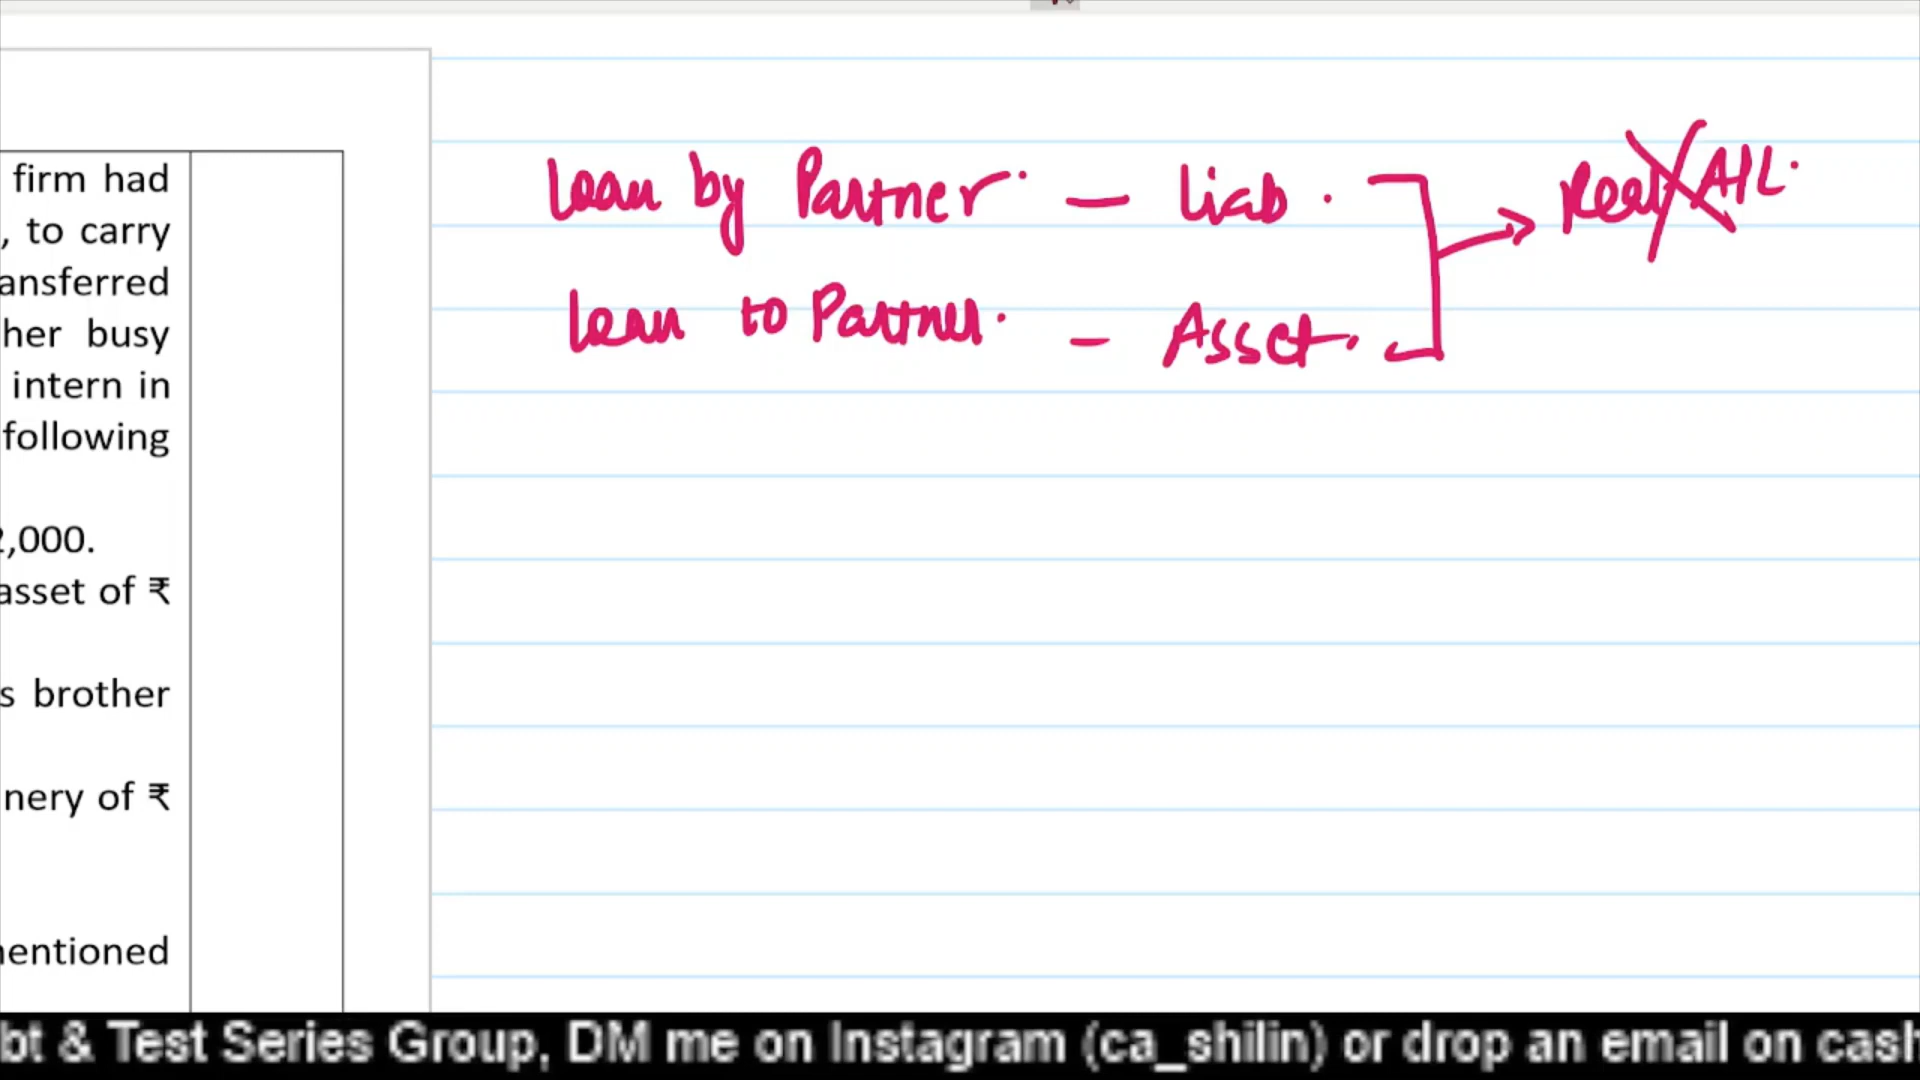 firm had
, to carry
ansferred
her busy
intern in
following
2,000.
asset of ₹
s brother
nery of ₹
nentioned
Loan by Partner. — Liab.
Loan to Partner. — Asset.
Real A/c.
bt & Test Series Group, DM me on Instagram (ca_shilin) or drop an email on cash